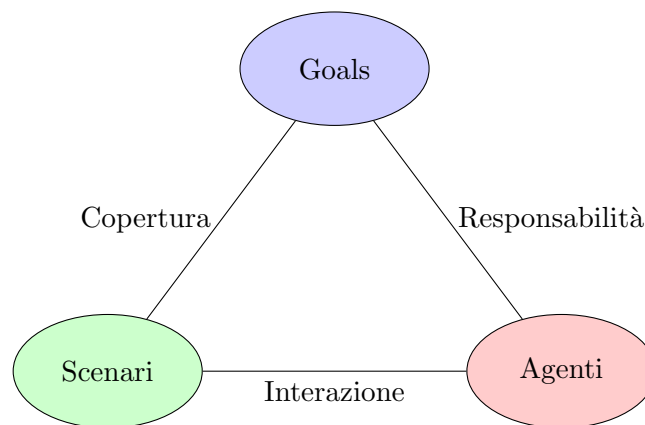 Goals
Copertura
Responsabilità
Scenari
Agenti
Interazione